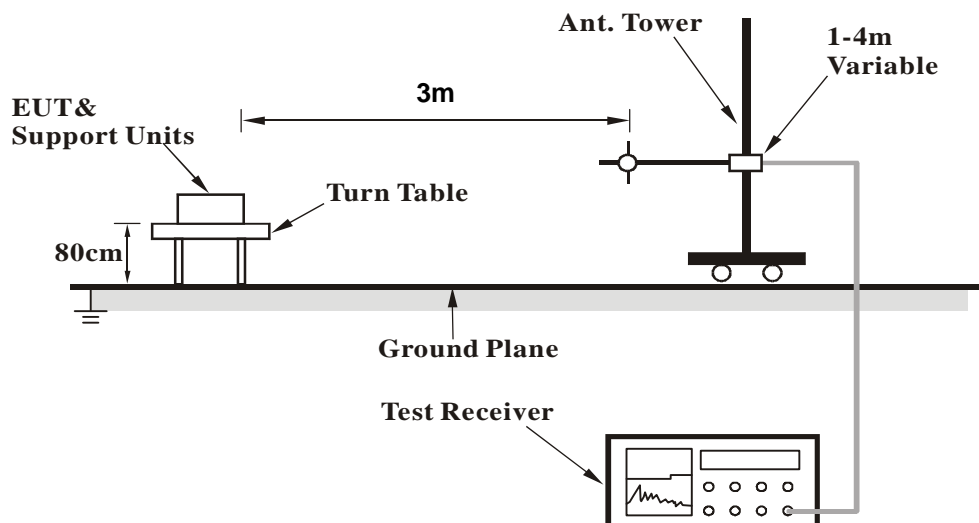 Ant. Tower
1-4m
Variable
3m
EUT&
Support Units
Turn Table
80cm
Ground Plane
Test Receiver